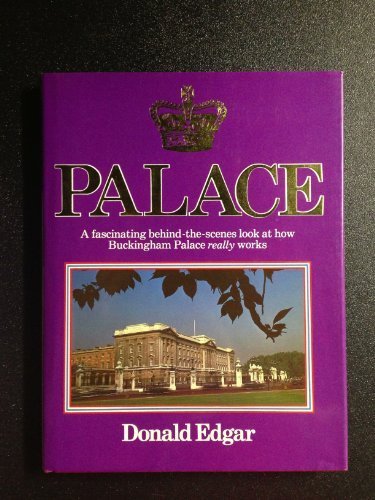 PALACE
A fascinating behind-the-scenes look at how
Buckingham Palace really works
Donald Edgar